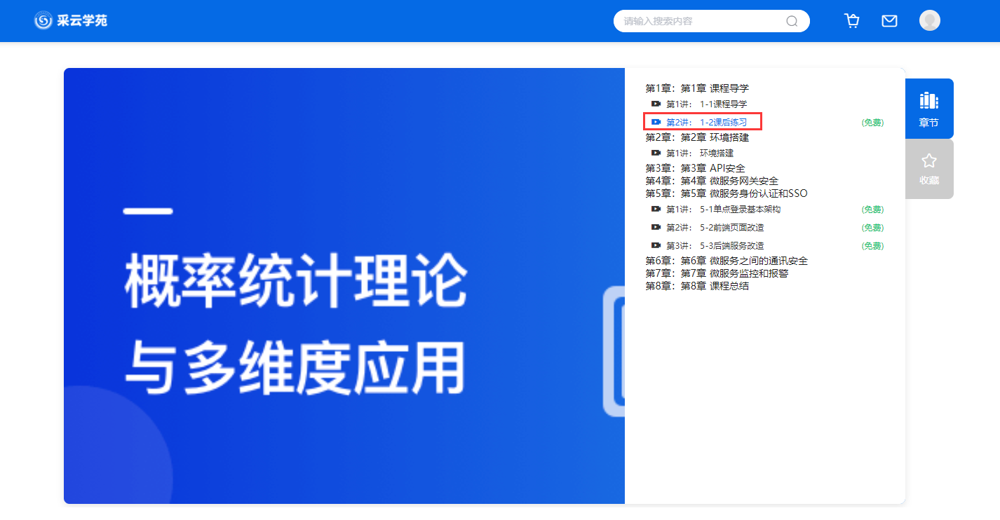 采云学苑
请输入搜索内容
概率统计理论
与多维度应用
第1章：第1章 课程导学
第1讲： 1-1课程导学
第2讲： 1-2课后练习 (免费)
第2章：第2章 环境搭建
第1讲： 环境搭建
第3章：第3章 API安全
第4章：第4章 微服务网关安全
第5章：第5章 微服务身份认证和SSO
第1讲： 5-1单点登录基本架构 (免费)
第2讲： 5-2前端页面改造 (免费)
第3讲： 5-3后端服务改造 (免费)
第6章：第6章 微服务之间的通讯安全
第7章：第7章 微服务监控和报警
第8章：第8章 课程总结
章节
收藏